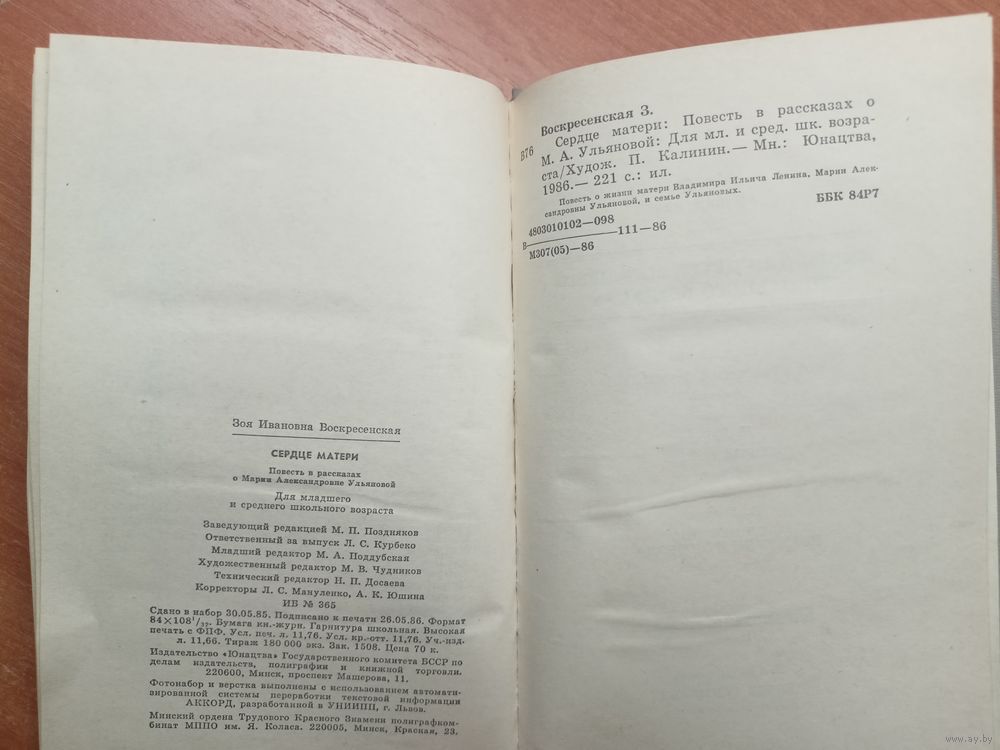 Зоя Ивановна Воскресенская
СЕРДЦЕ МАТЕРИ
Повесть в рассказах
о Марии Александровне Ульяновой
Для младшего
и среднего школьного возраста
Заведующий редакцией М. П. Поздняков
Ответственный за выпуск Л. С. Курбеко
Младший редактор М. А. Поддубская
Художественный редактор М. В. Чудников
Технический редактор Н. П. Досаева
Корректоры Л. С. Мануленко, А. К. Юшина
ИБ № 365
Сдано в набор 30.05.85. Подписано к печати 26.05.86. Формат
84×108¹/₃₇. Бумага кн.-журн. Гарнитура школьная. Высокая
печать с ФПФ. Усл. печ. л. 11,76. Усл. кр.-отт. 11,76. Уч.-изд.
л. 11,66. Тираж 180 000 экз. Зак. 1508. Цена 70 к.
Издательство «Юнацтва» Государственного комитета БССР по
делам издательств, полиграфии и книжной торговли.
220600, Минск, проспект Машерова, 11.
Фотонабор и верстка выполнены с использованием автомати-
зированной системы переработки текстовой информации
АККОРД, разработанной в УНИИПП, г. Львов.
Минский ордена Трудового Красного Знамени полиграфком-
бинат МППО им. Я. Коласа. 220005, Минск, Красная, 23.
Воскресенская З.
В76 Сердце матери: Повесть в рассказах о
М. А. Ульяновой: Для мл. и сред. шк. возра-
ста/Худож. П. Калинин.— Мн.: Юнацтва,
1986.— 221 с.: ил.
Повесть о жизни матери Владимира Ильича Ленина, Марии Алек-
сандровны Ульяновой, и семье Ульяновых.
4803010102—098
В———111—86
М307(05)—86
ББК 84Р7
www.ay.by